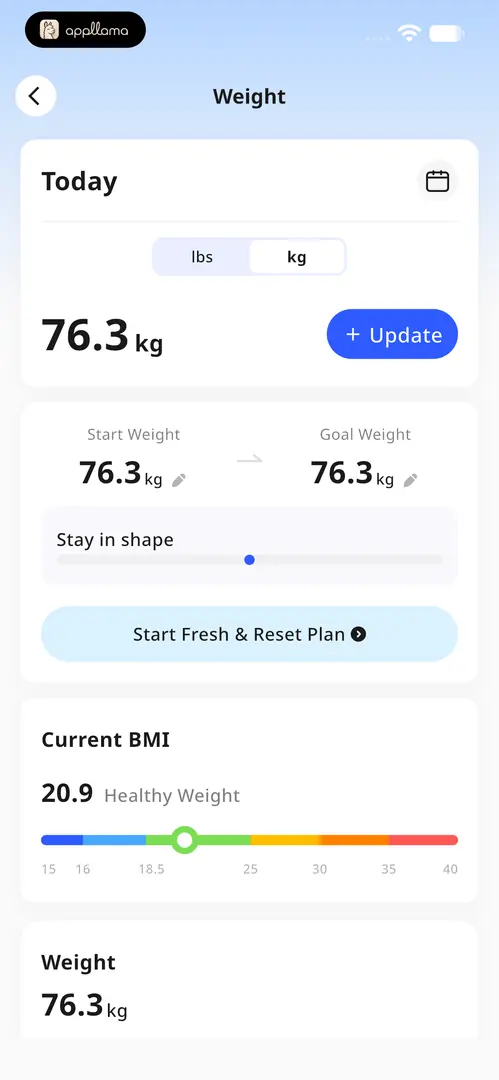 appllama
Weight
Today
lbs kg
76.3 kg
+ Update
Start Weight Goal Weight
76.3 kg 76.3 kg
Stay in shape
Start Fresh & Reset Plan
Current BMI
20.9 Healthy Weight
15 16 18.5 25 30 35 40
Weight
76.3 kg